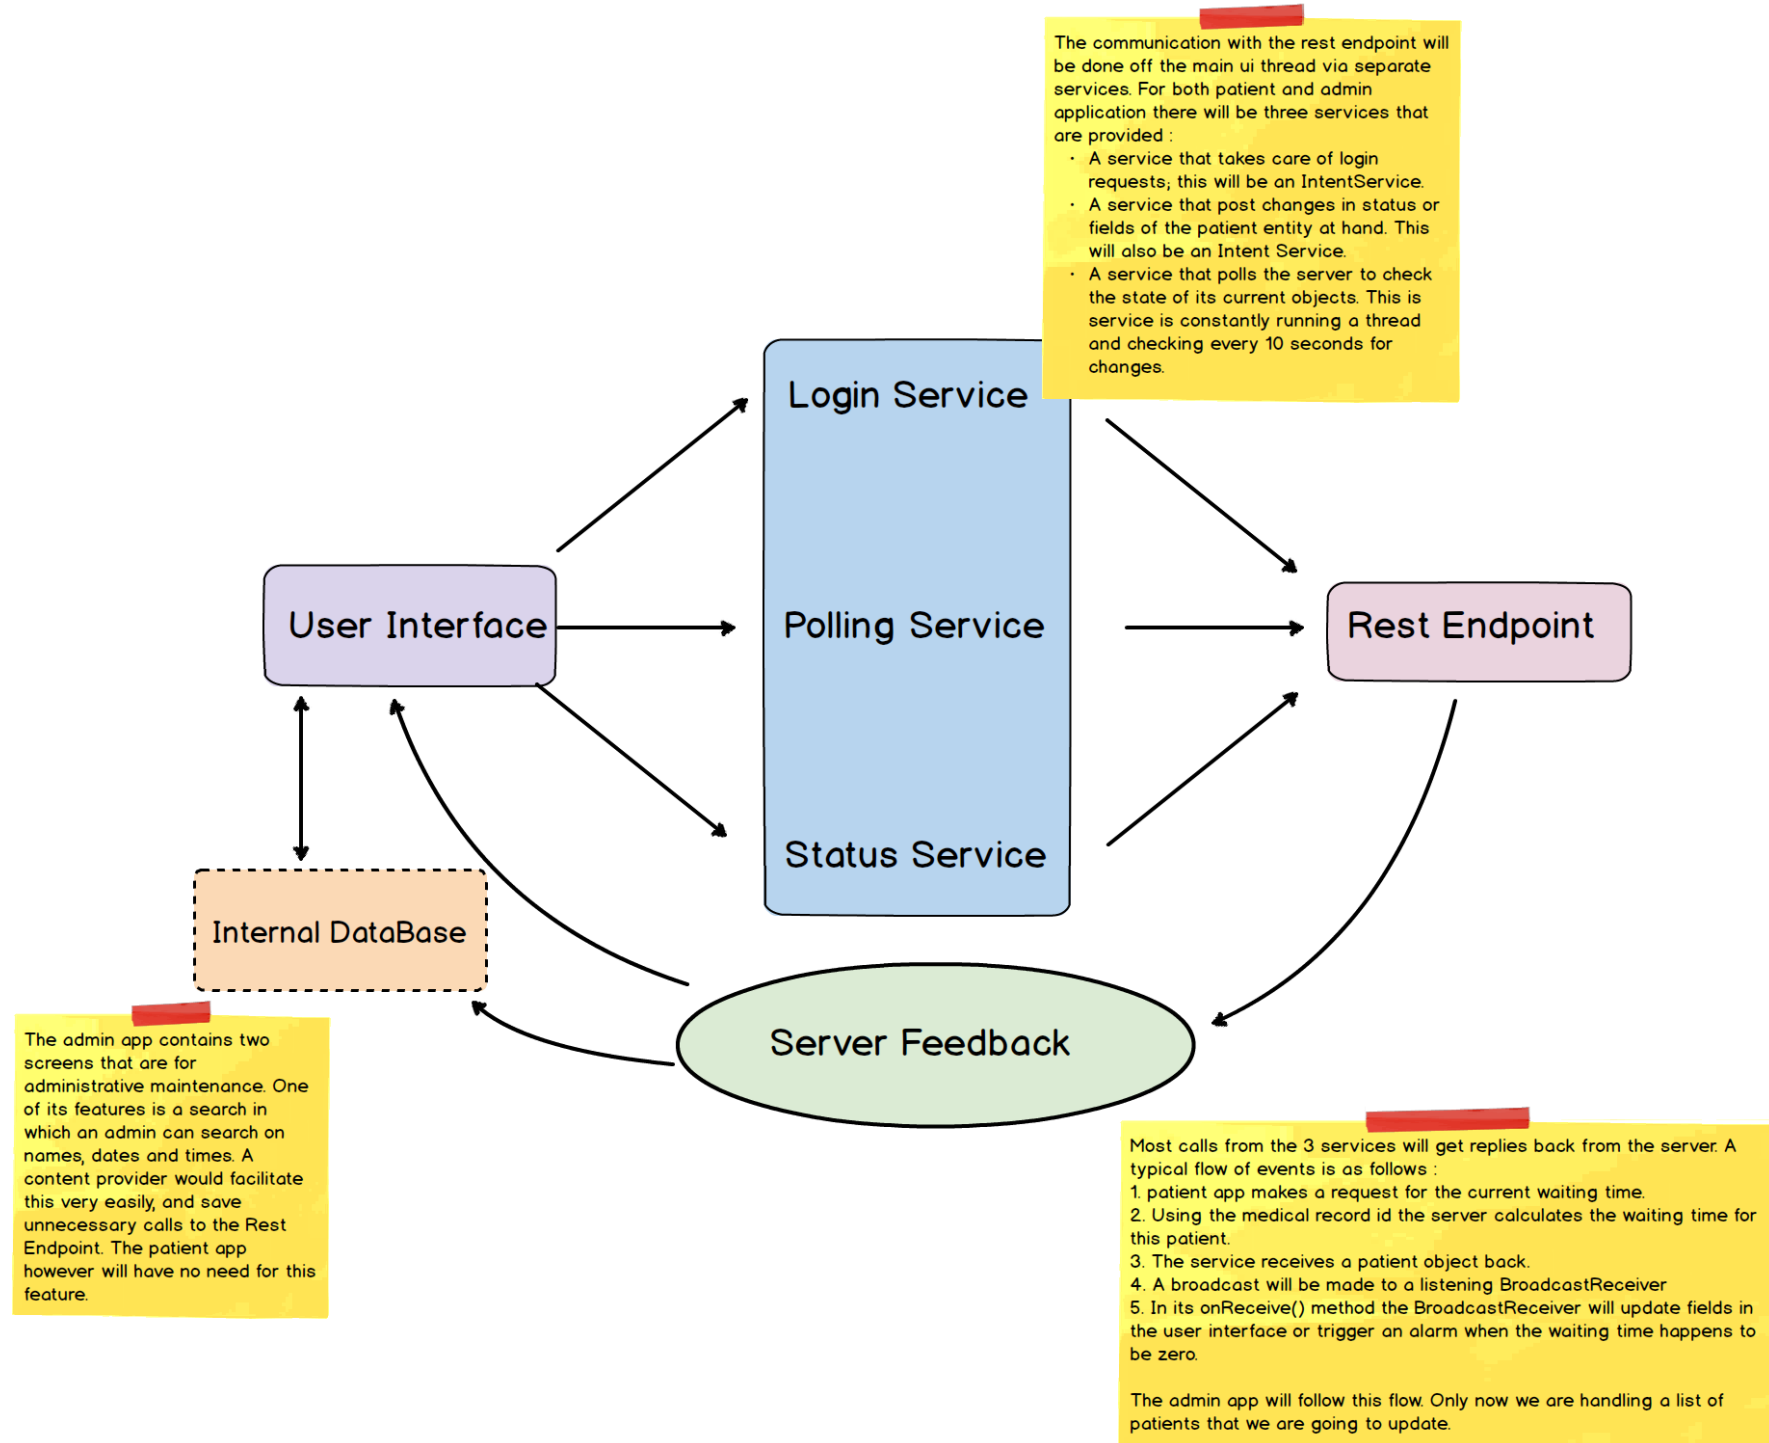 The communication with the rest endpoint will
be done off the main ui thread via separate
services. For both patient and admin
application there will be three services that
are provided :
· A service that takes care of login
requests; this will be an IntentService.
· A service that post changes in status or
fields of the patient entity at hand. This
will also be an Intent Service.
· A service that polls the server to check
the state of its current objects. This is
service is constantly running a thread
and checking every 10 seconds for
changes.
Login Service
User Interface
Polling Service
Rest Endpoint
Status Service
Internal DataBase
Server Feedback
The admin app contains two
screens that are for
administrative maintenance. One
of its features is a search in
which an admin can search on
names, dates and times. A
content provider would facilitate
this very easily, and save
unnecessary calls to the Rest
Endpoint. The patient app
however will have no need for this
feature.
Most calls from the 3 services will get replies back from the server. A
typical flow of events is as follows :
1. patient app makes a request for the current waiting time.
2. Using the medical record id the server calculates the waiting time for
this patient.
3. The service receives a patient object back.
4. A broadcast will be made to a listening BroadcastReceiver
5. In its onReceive() method the BroadcastReceiver will update fields in
the user interface or trigger an alarm when the waiting time happens to
be zero.
The admin app will follow this flow. Only now we are handling a list of
patients that we are going to update.